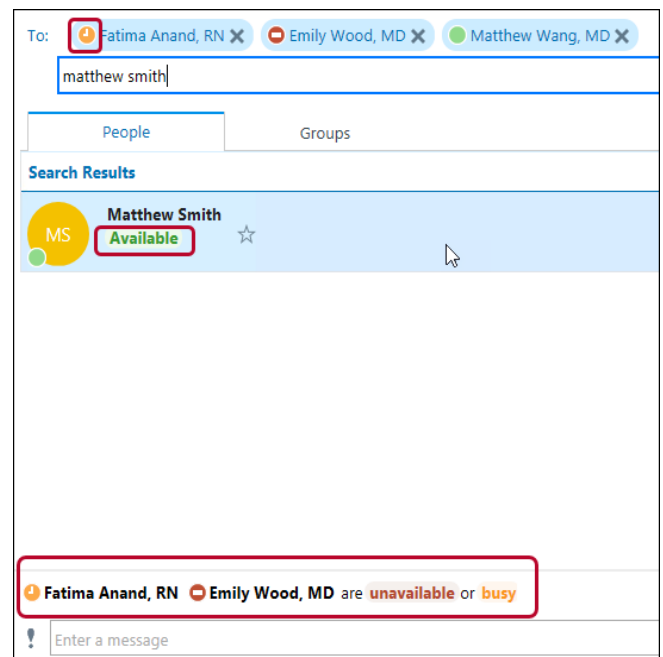 To: Fatima Anand, RN Emily Wood, MD Matthew Wang, MD
matthew smith
People Groups
Search Results
MS
Matthew Smith
Available
Fatima Anand, RN Emily Wood, MD are unavailable or busy
Enter a message